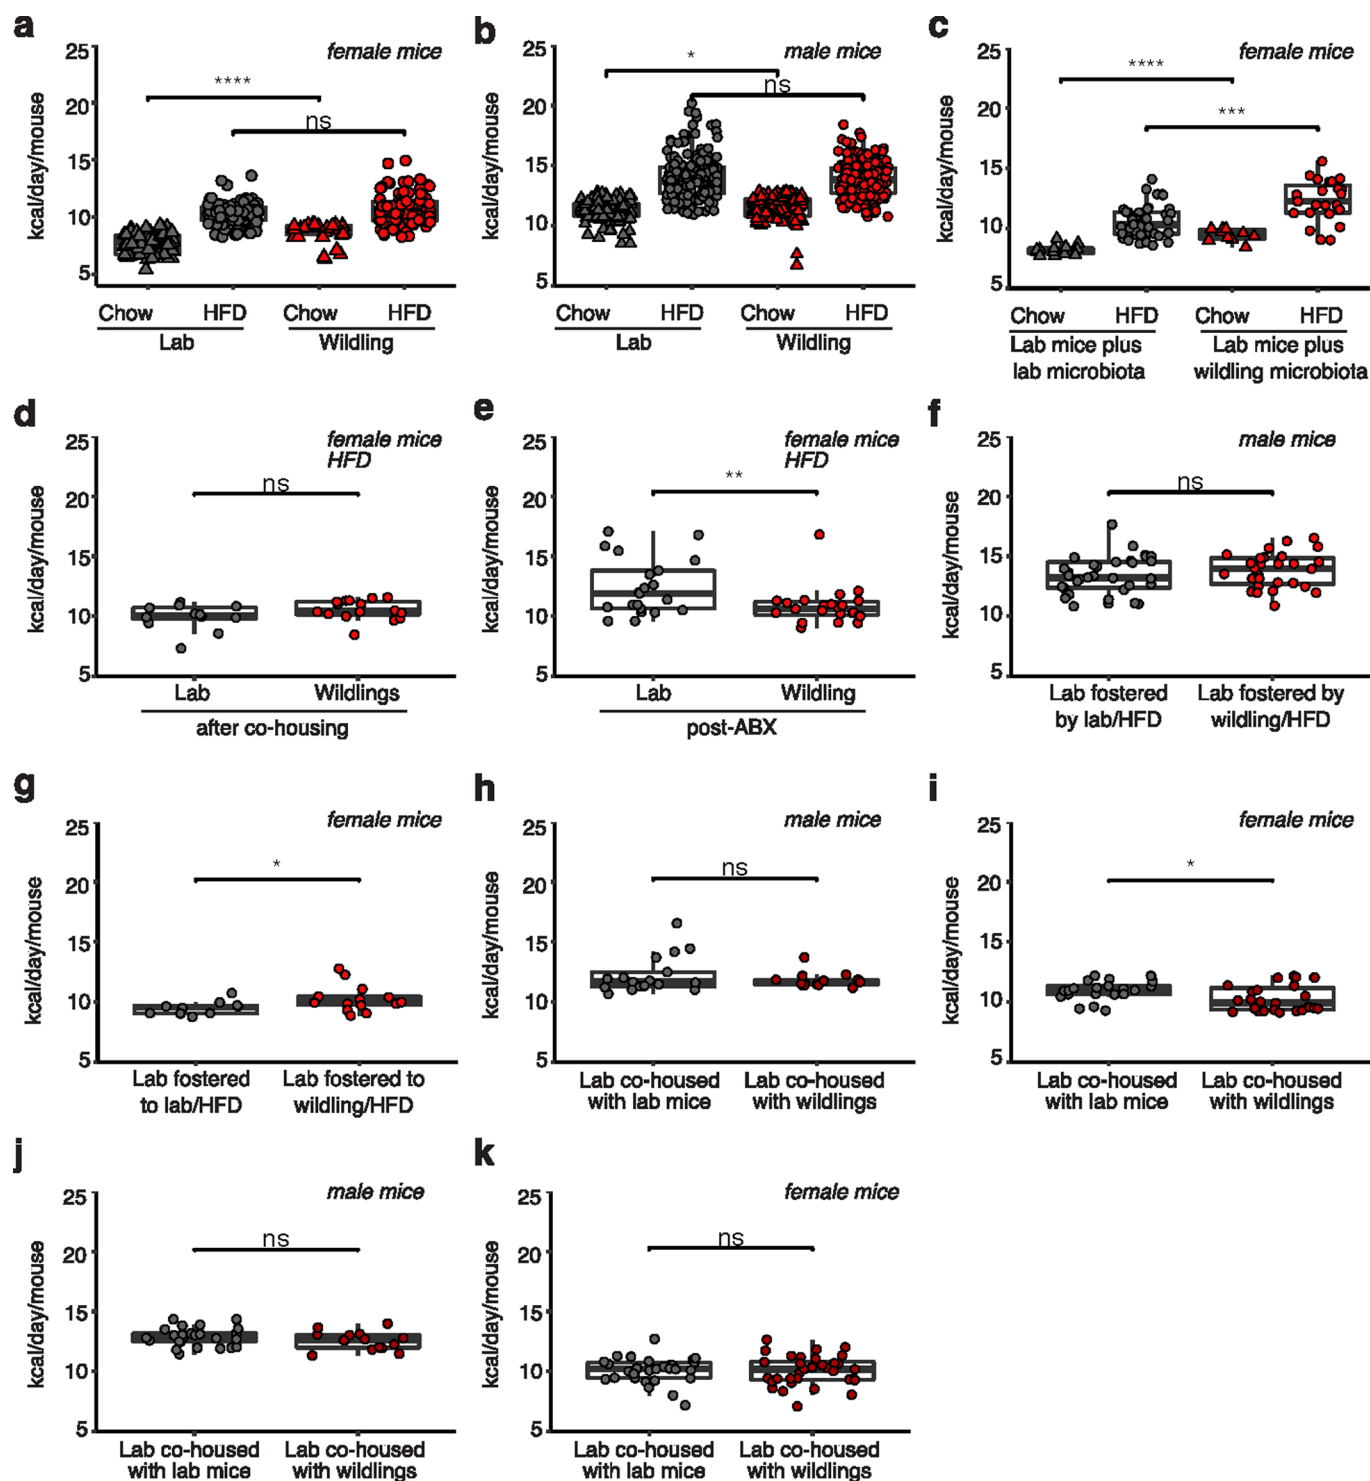 a
female mice
kcal/day/mouse
25
20
15
10
5
****
ns
Chow HFD Chow HFD
Lab Wildling
b
male mice
kcal/day/mouse
25
20
15
10
5
*
ns
Chow HFD Chow HFD
Lab Wildling
c
female mice
kcal/day/mouse
25
20
15
10
5
****
***
Chow HFD Chow HFD
Lab mice plus
lab microbiota
Lab mice plus
wildling microbiota
d
female mice
HFD
kcal/day/mouse
25
20
15
10
5
ns
Lab Wildlings
after co-housing
e
female mice
HFD
kcal/day/mouse
25
20
15
10
5
**
Lab Wildling
post-ABX
f
male mice
kcal/day/mouse
25
20
15
10
5
ns
Lab fostered
by lab/HFD
Lab fostered by
wildling/HFD
g
female mice
kcal/day/mouse
25
20
15
10
5
*
Lab fostered
to lab/HFD
Lab fostered to
wildling/HFD
h
male mice
kcal/day/mouse
25
20
15
10
5
ns
Lab co-housed
with lab mice
Lab co-housed
with wildlings
i
female mice
kcal/day/mouse
25
20
15
10
5
*
Lab co-housed
with lab mice
Lab co-housed
with wildlings
j
male mice
kcal/day/mouse
25
20
15
10
5
ns
Lab co-housed
with lab mice
Lab co-housed
with wildlings
k
female mice
kcal/day/mouse
25
20
15
10
5
ns
Lab co-housed
with lab mice
Lab co-housed
with wildlings